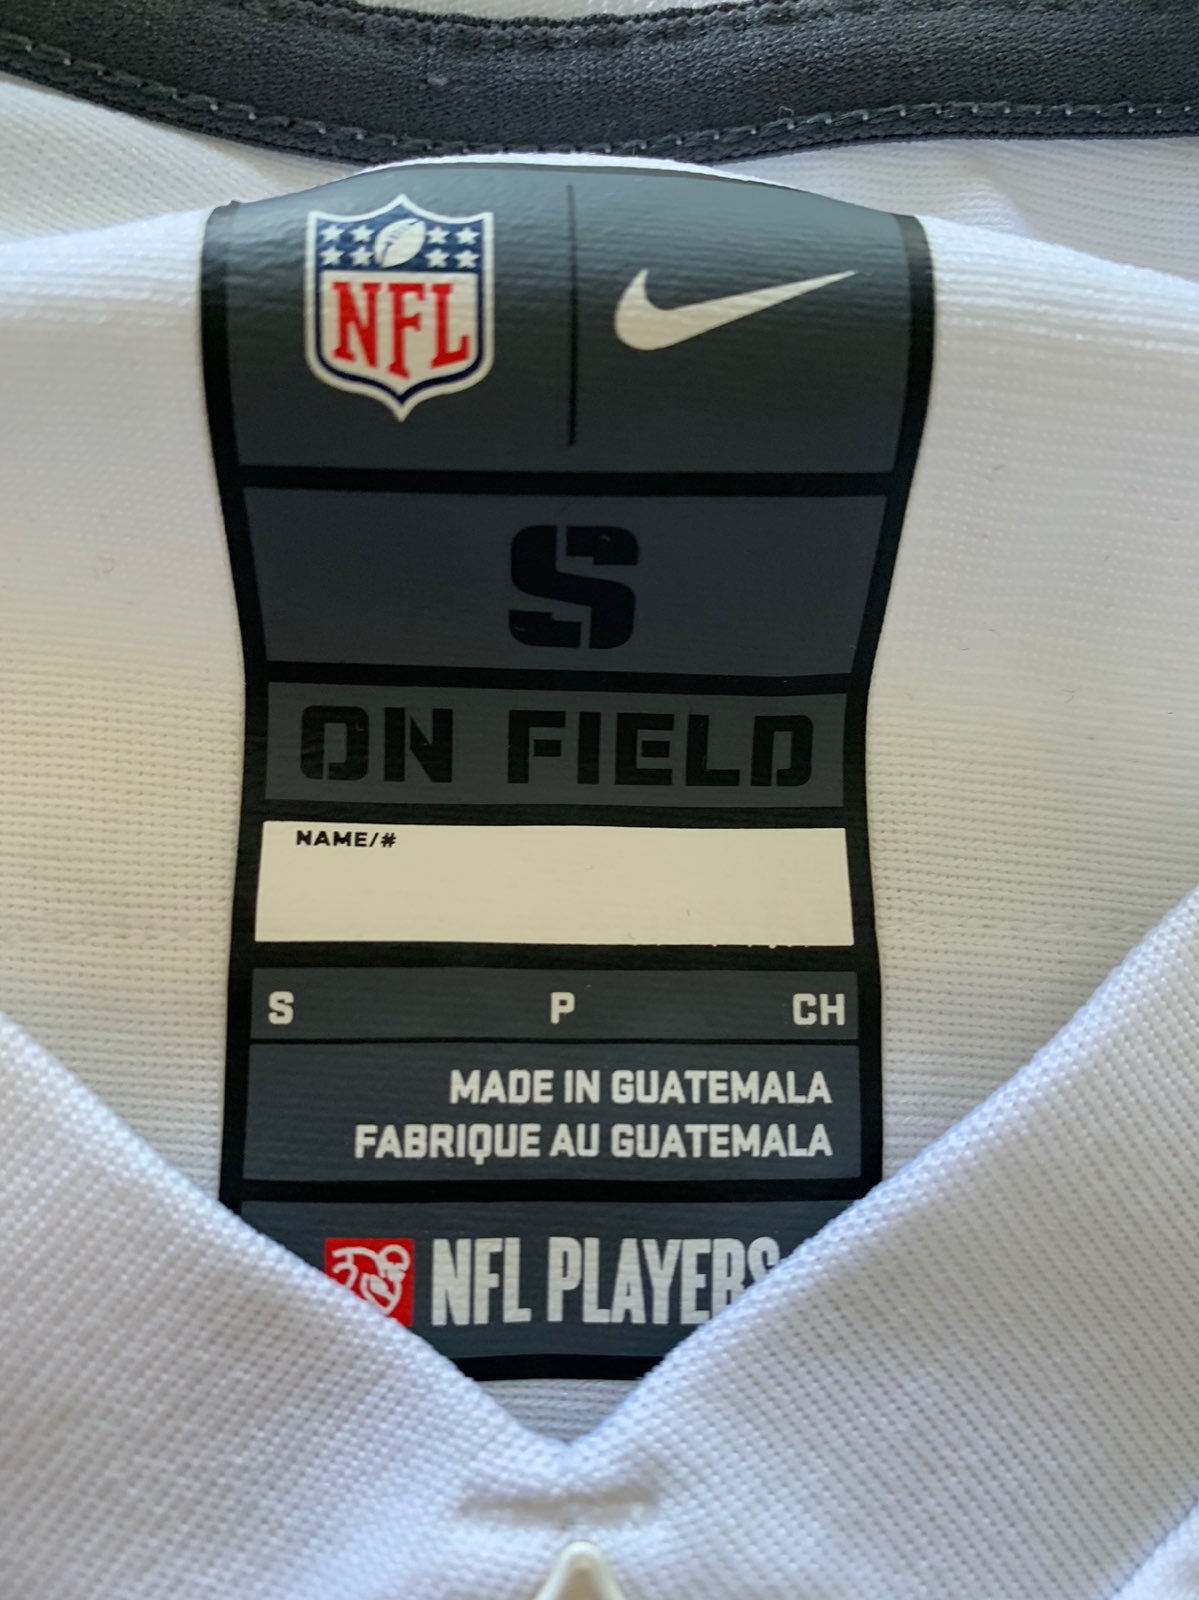 NFL
S
ON FIELD
NAME/#
S P CH
MADE IN GUATEMALA
FABRIQUE AU GUATEMALA
NFL PLAYERS